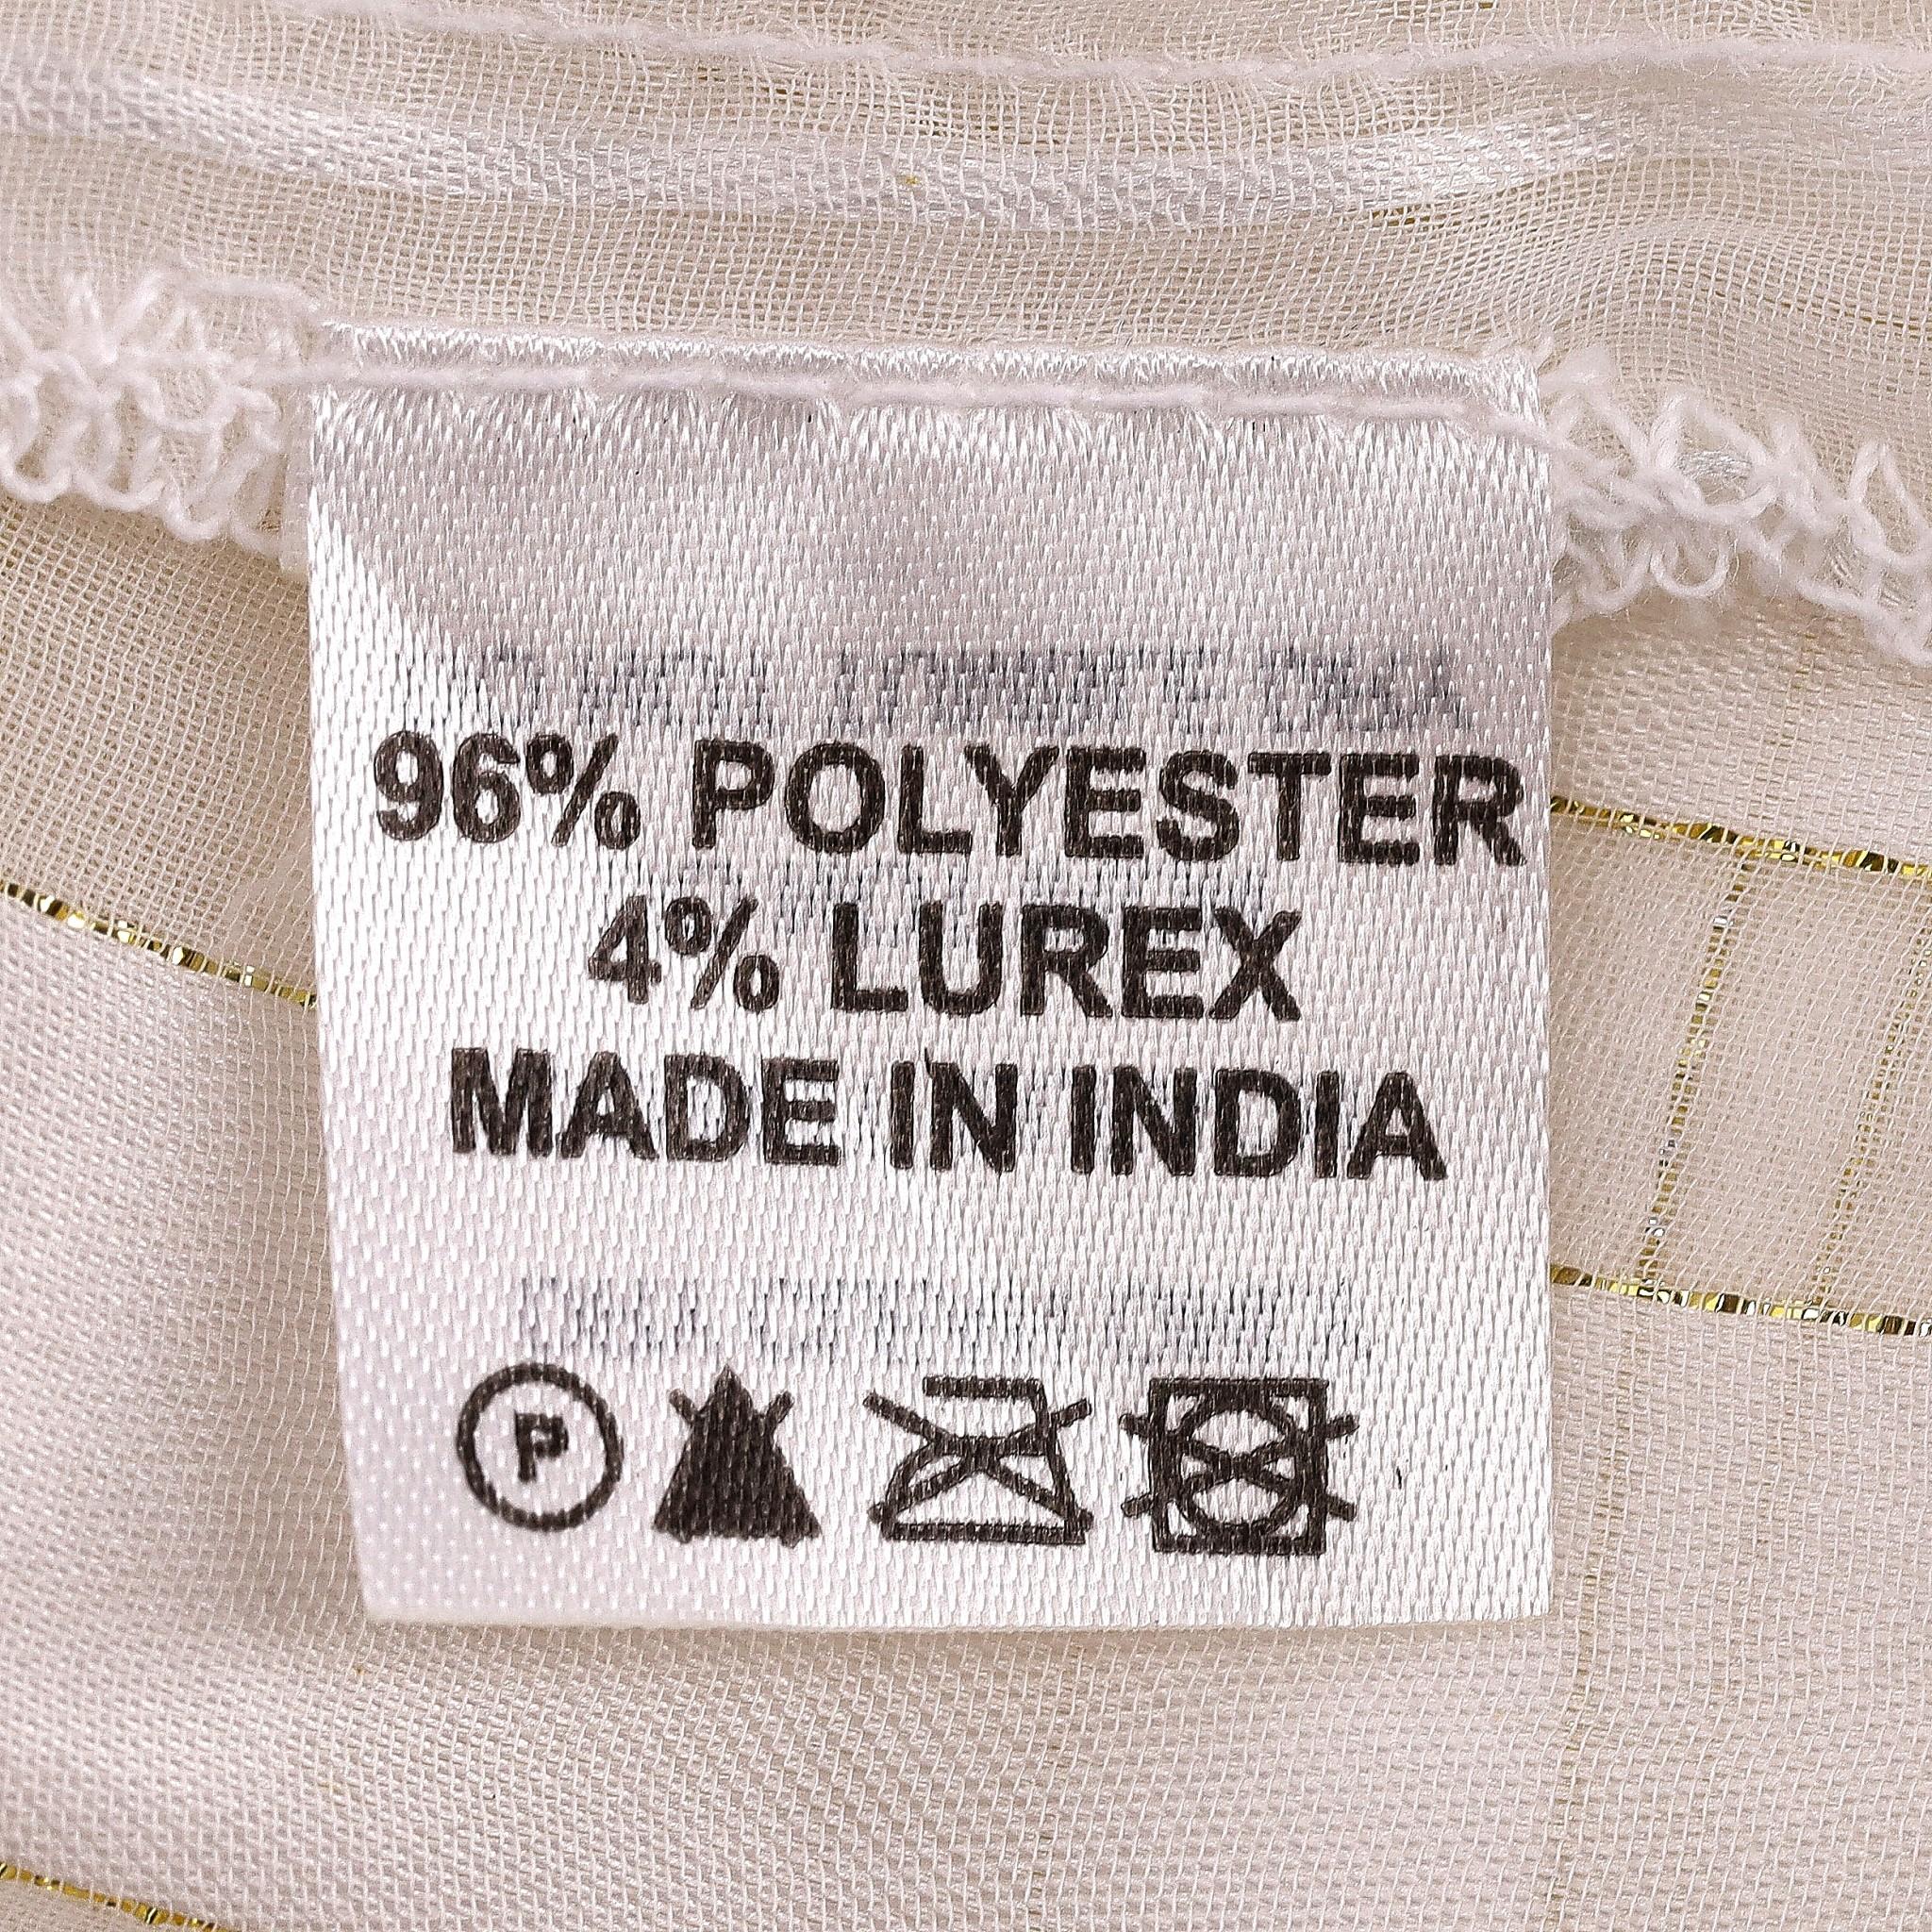 96% POLYESTER
4% LUREX
MADE IN INDIA
P